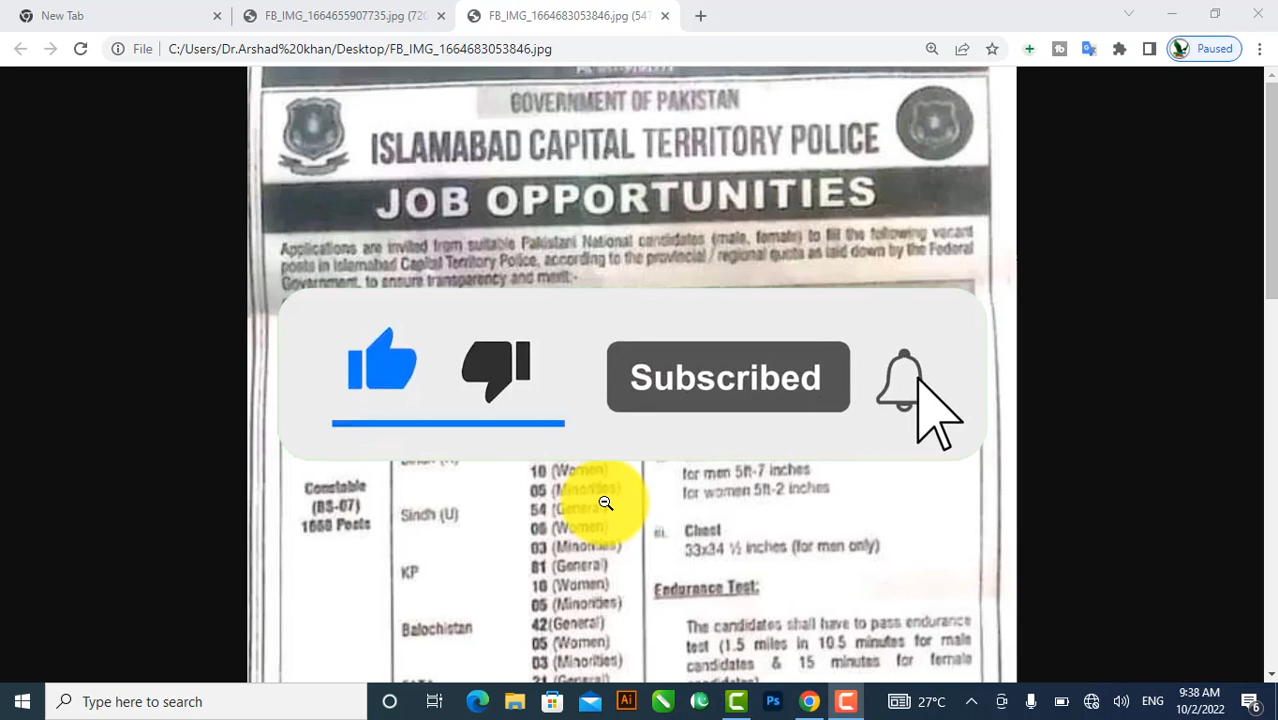 New Tab
FB_IMG_1664655907735.jpg (720
FB_IMG_1664683053846.jpg (547
File C:/Users/Dr.Arshad%20khan/Desktop/FB_IMG_1664683053846.jpg
Paused
GOVERNMENT OF PAKISTAN
ISLAMABAD CAPITAL TERRITORY POLICE
JOB OPPORTUNITIES
Applications are invited from suitable Pakistani National candidates (male, female) to fill the following vacant
posts in Islamabad Capital Territory Police, according to the provincial / regional quota as laid down by the Federal
Government, to ensure transparency and merit:-
Subscribed
Constable
(BS-07)
Posts
10 (Women)
05 (Minorities)
Sindh (U)
54 (General)
06 (Women)
03 (Minorities)
KP
81 (General)
10 (Women)
05 (Minorities)
Balochistan
42(General)
05 (Women)
03 (Minorities)
21 (General)
for men 5ft-7 inches
for women 5ft-2 inches
iii. Chest
33x34 ½ inches (for men only)
Endurance Test:
The candidates shall have to pass endurance
test (1.5 miles in 10.5 minutes for male
candidates & 15 minutes for female
Type here to search
27°C
ENG
9:38 AM
10/2/2022
6